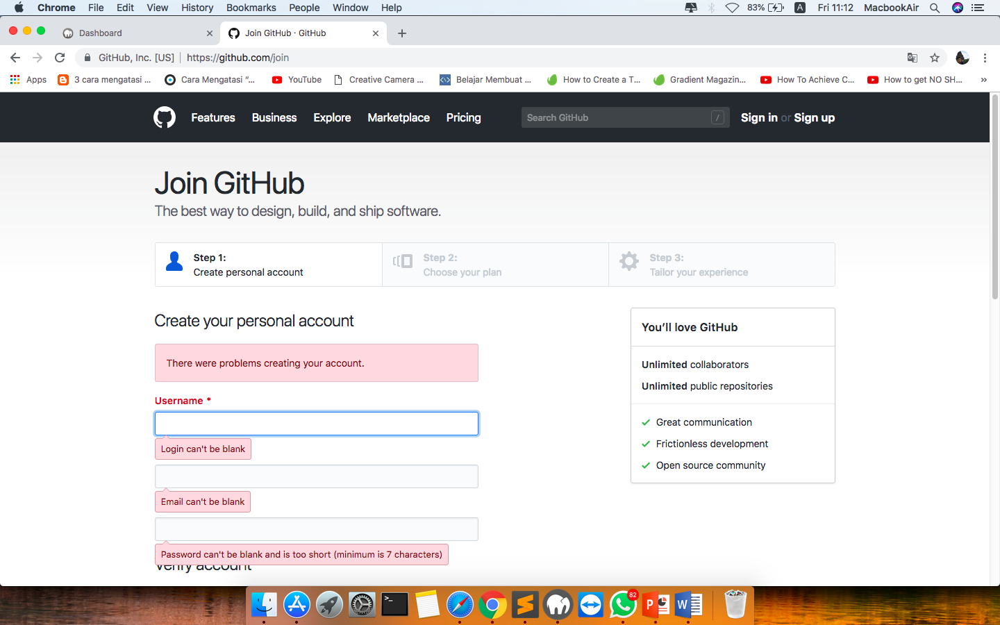 Chrome File Edit View History Bookmarks People Window Help 83% A Fri 11:12 MacbookAir
Dashboard Join GitHub · GitHub
GitHub, Inc. [US] https://github.com/join
Apps 3 cara mengatasi ... Cara Mengatasi “... YouTube Creative Camera ... Belajar Membuat ... How to Create a T... Gradient Magazin... How To Achieve C... How to get NO SH... »
Features Business Explore Marketplace Pricing Search GitHub / Sign in or Sign up
Join GitHub
The best way to design, build, and ship software.
Step 1:
Create personal account
Step 2:
Choose your plan
Step 3:
Tailor your experience
Create your personal account
There were problems creating your account.
Username *
Login can't be blank
Email can't be blank
Password can't be blank and is too short (minimum is 7 characters)
Verify account
You’ll love GitHub
Unlimited collaborators
Unlimited public repositories
Great communication
Frictionless development
Open source community
82
P W